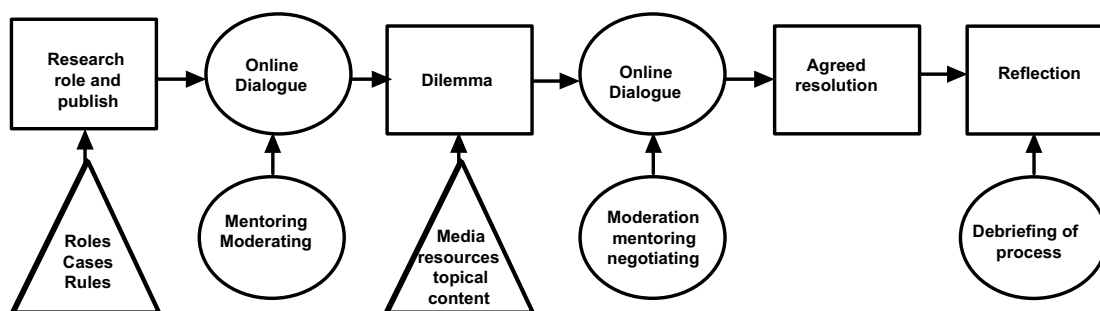 Research
role and
publish
Online
Dialogue
Dilemma
Online
Dialogue
Agreed
resolution
Reflection
Roles
Cases
Rules
Mentoring
Moderating
Media
resources
topical
content
Moderation
mentoring
negotiating
Debriefing of
process